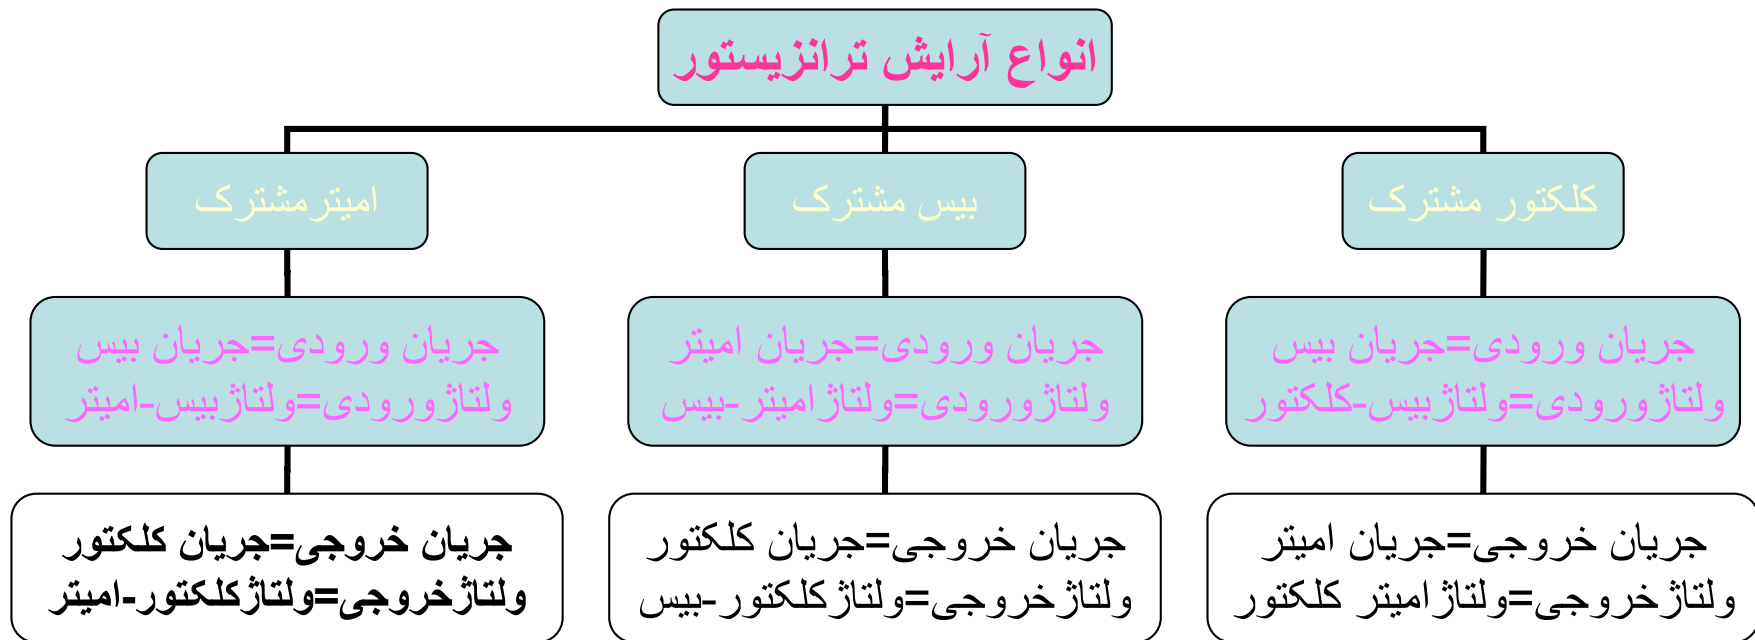 انواع آرایش ترانزیستور
کلکتور مشترک
بیس مشترک
امیترمشترک
جریان ورودی=جریان بیس
ولتاژورودی=ولتاژبیس-کلکتور
جریان ورودی=جریان امیتر
ولتاژورودی=ولتاژامیتر-بیس
جریان ورودی=جریان بیس
ولتاژورودی=ولتاژبیس-امیتر
جریان خروجی=جریان امیتر
ولتاژخروجی=ولتاژامیتر کلکتور
جریان خروجی=جریان کلکتور
ولتاژخروجی=ولتاژکلکتور-بیس
جریان خروجی=جریان کلکتور
ولتاژخروجی=ولتاژکلکتور-امیتر